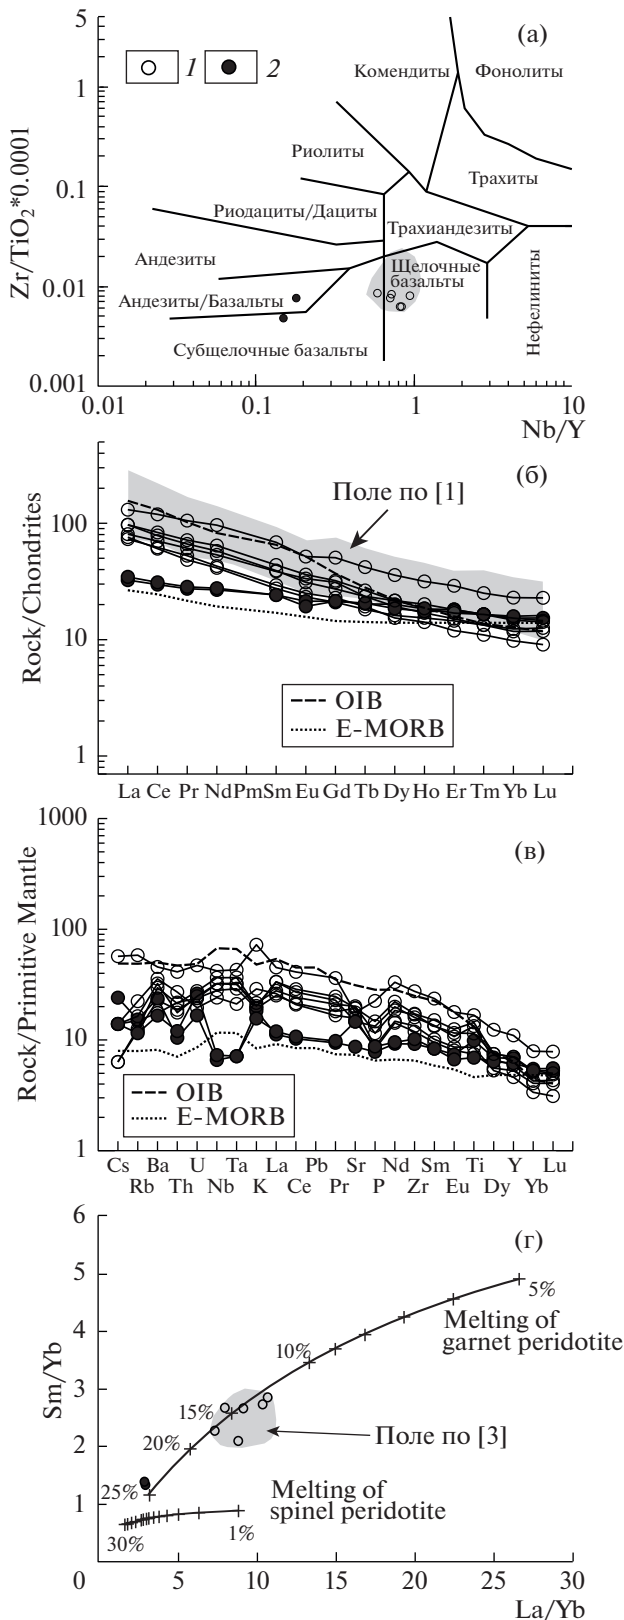 5
(а)
1
2
Комендиты
Фонолиты
1
Риолиты
Трахиты
0.1
Риодациты/Дациты
Трахиандезиты
Андезиты
Щелочные
базальты
0.01
Андезиты/Базальты
Нефелиниты
Субщелочные базальты
0.001
0.01
0.1
1
10
Zr/TiO2*0.0001
Nb/Y
(б)
Поле по [1]
100
10
OIB
E-MORB
1
Rock/Chondrites
La Ce Pr Nd Pm Sm Eu Gd Tb Dy Ho Er Tm Yb Lu
1000
(в)
100
10
OIB
E-MORB
1
Rock/Primitive Mantle
Cs Ba U Ta La Pb Sr Nd Sm Ti Y Lu
Rb Th Nb K Ce Pr P Zr Eu Dy Yb
6
(г)
5
5%
Melting of
garnet peridotite
4
10%
3
15%
Поле по [3]
2
20%
25%
Melting of
spinel peridotite
1
30%
1%
0
5
10
15
20
25
30
Sm/Yb
La/Yb